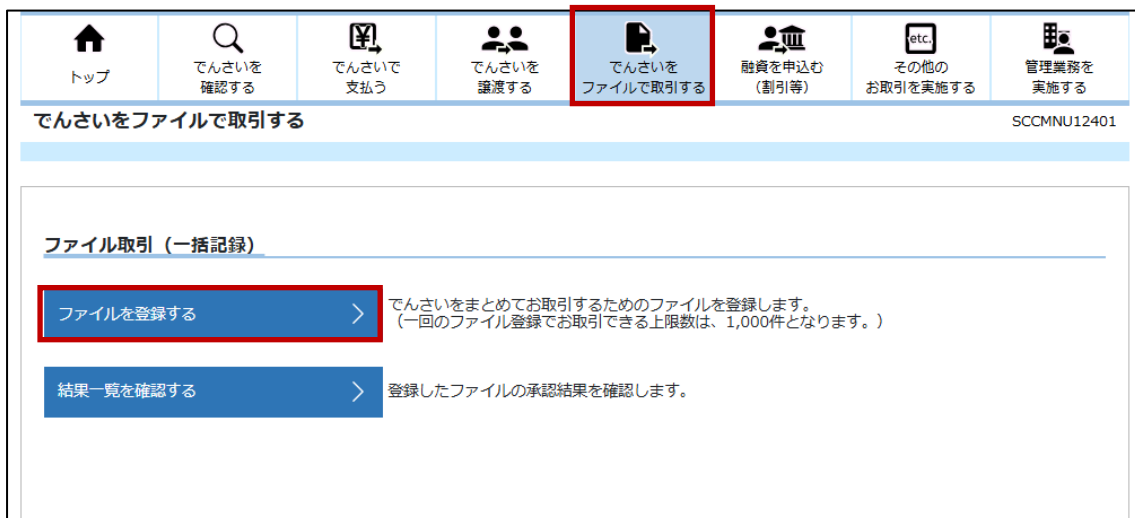 トップ
でんさいを
確認する
でんさいで
支払う
でんさいを
譲渡する
でんさいを
ファイルで取引する
融資を申込む
(割引等)
etc.
その他の
お取引を実施する
管理業務を
実施する
でんさいをファイルで取引する
SCCMNU12401
ファイル取引（一括記録）
ファイルを登録する
でんさいをまとめてお取引するためのファイルを登録します。
（一回のファイル登録でお取引できる上限数は、1,000件となります。）
結果一覧を確認する
登録したファイルの承認結果を確認します。